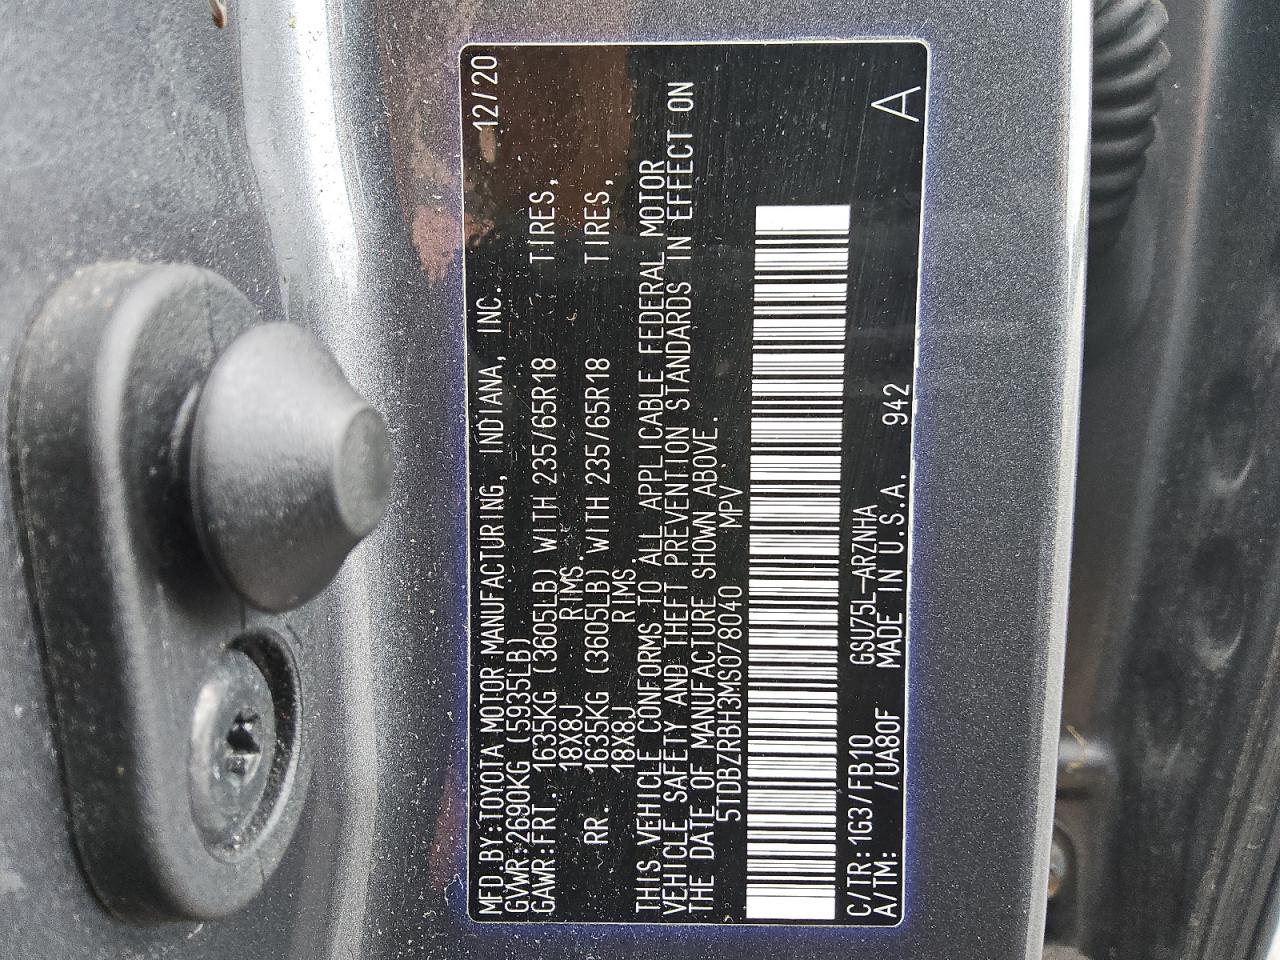 MFD.BY:TOYOTA MOTOR MANUFACTURING, INDIANA, INC. 12/20
GVWR:2690KG (5935LB)
GAWR:FRT. 1635KG (3605LB) WITH 235/65R18 TIRES,
18X8J RIMS.
RR. 1635KG (3605LB) WITH 235/65R18 TIRES,
18X8J RIMS
THIS VEHICLE CONFORMS TO ALL APPLICABLE FEDERAL MOTOR
VEHICLE SAFETY AND THEFT PREVENTION STANDARDS IN EFFECT ON
THE DATE OF MANUFACTURE SHOWN ABOVE.
5TDBZRBH3MS078040 MPV
C/TR:1G3/FB10 GSU75L-ARZNHA
A/TM: /UA80F MADE IN U.S.A. 942 A